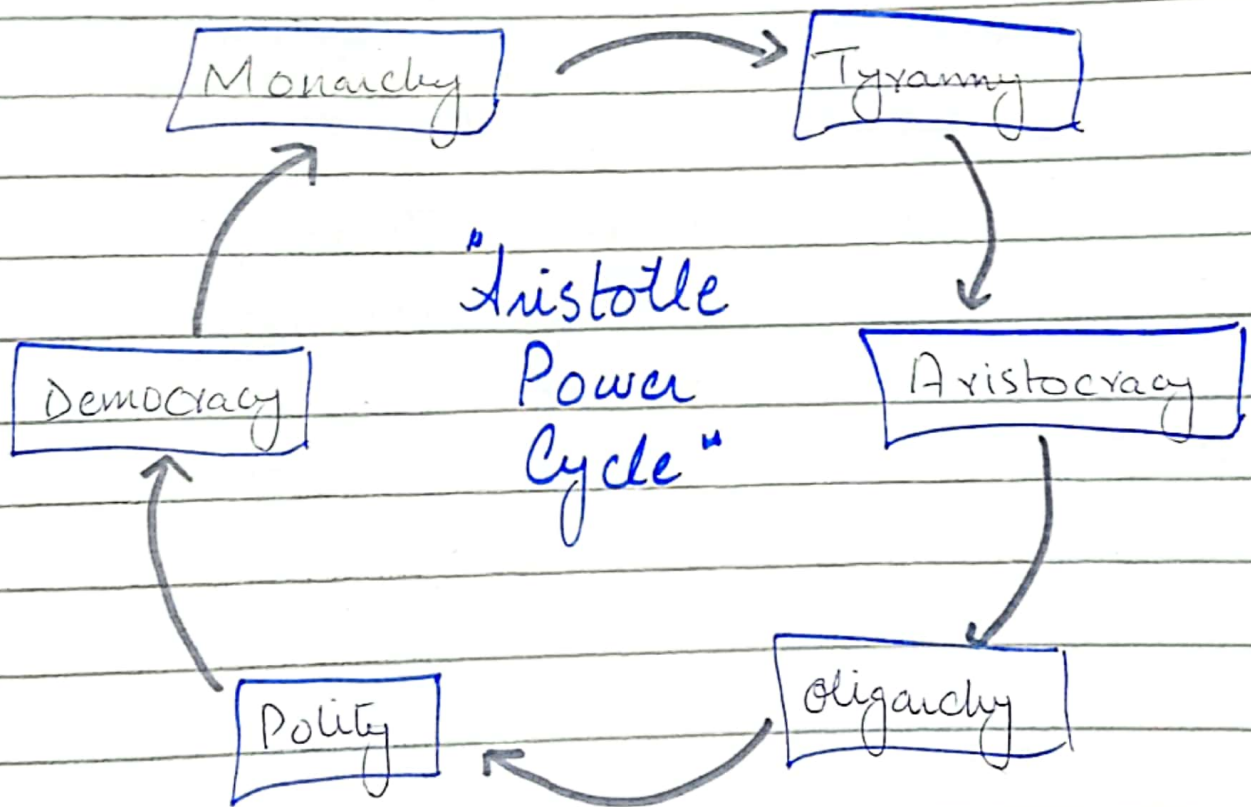 Monarchy
Tyranny
"Aristotle
Power
Cycle"
Democracy
Aristocracy
Polity
Oligarchy